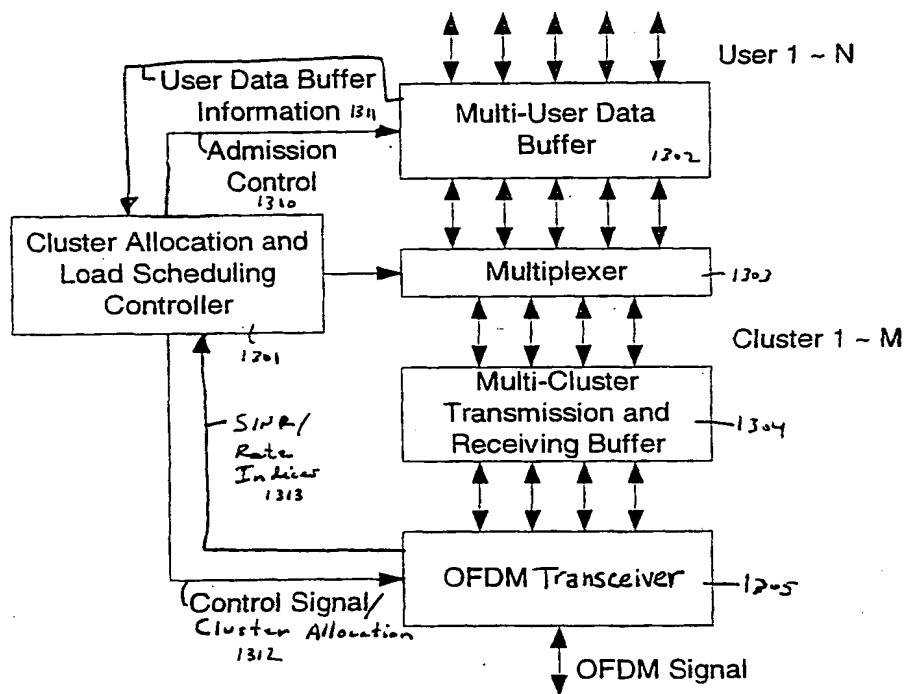 User 1 ~ N
User Data Buffer
Information 1311
Multi-User Data
Buffer
1302
Admission
Control
1310
Cluster Allocation and
Load Scheduling
Controller
1301
Multiplexer
1303
Cluster 1 ~ M
Multi-Cluster
Transmission and
Receiving Buffer
1304
SINR/
Rate
Indices
1313
OFDM Transceiver
1305
Control Signal/
Cluster Allocation
1312
OFDM Signal